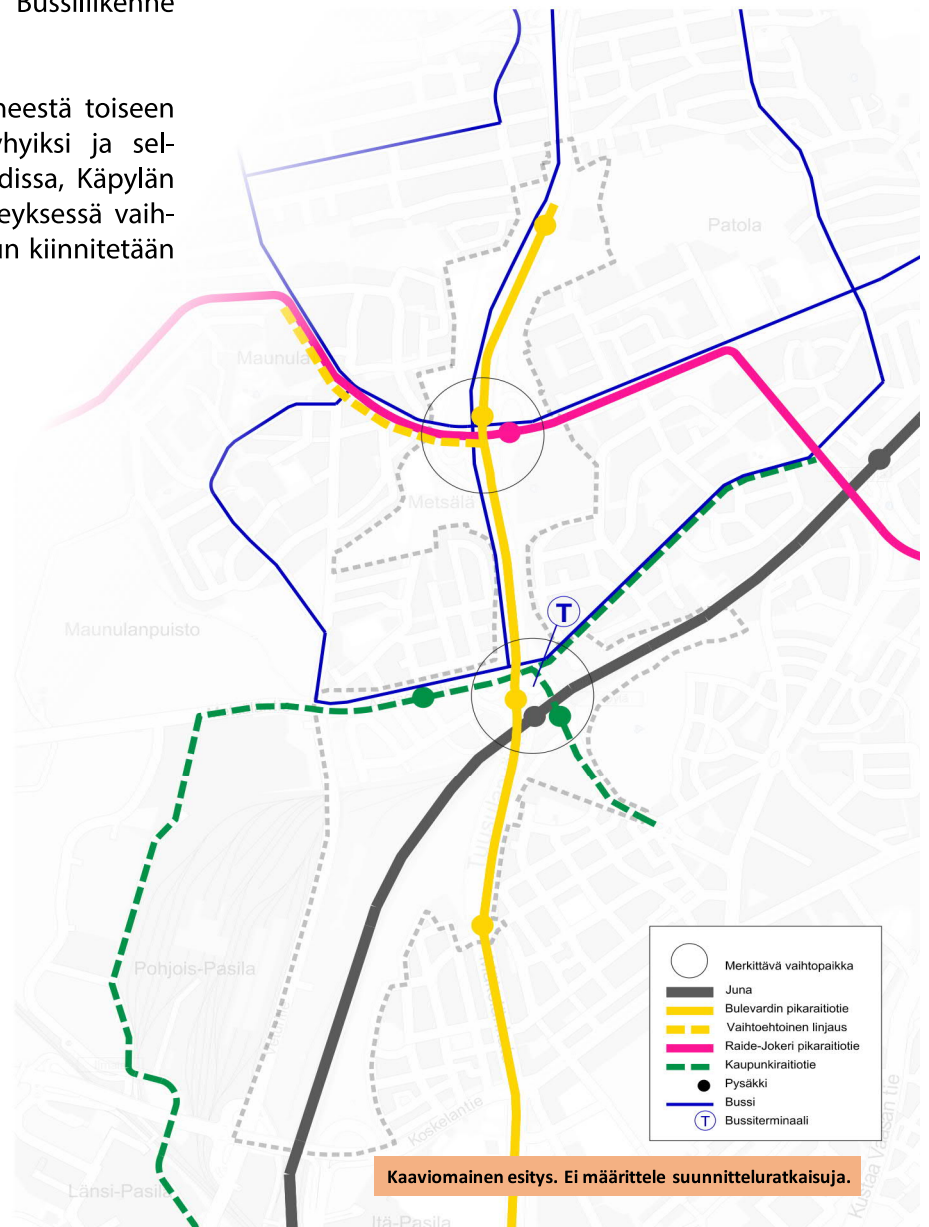 Bussiliikenne
neestä toiseen
yhyiksi ja sel-
dissa, Käpylän
eyksessä vaih-
un kiinnitetään
Patola
Maunula
Metsälä
T
Maunulanpuisto
Pohjois-Pasila
Koskelantie
Länsi-Pasila
Itä-Pasila
Kustaa Vaasan tie
Merkittävä vaihtopaikka
Juna
Bulevardin pikaraitiotie
Vaihtoehtoinen linjaus
Raide-Jokeri pikaraitiotie
Kaupunkiraitiotie
Pysäkki
Bussi
T Bussiterminaali
Kaaviomainen esitys. Ei määrittele suunnitteluratkaisuja.